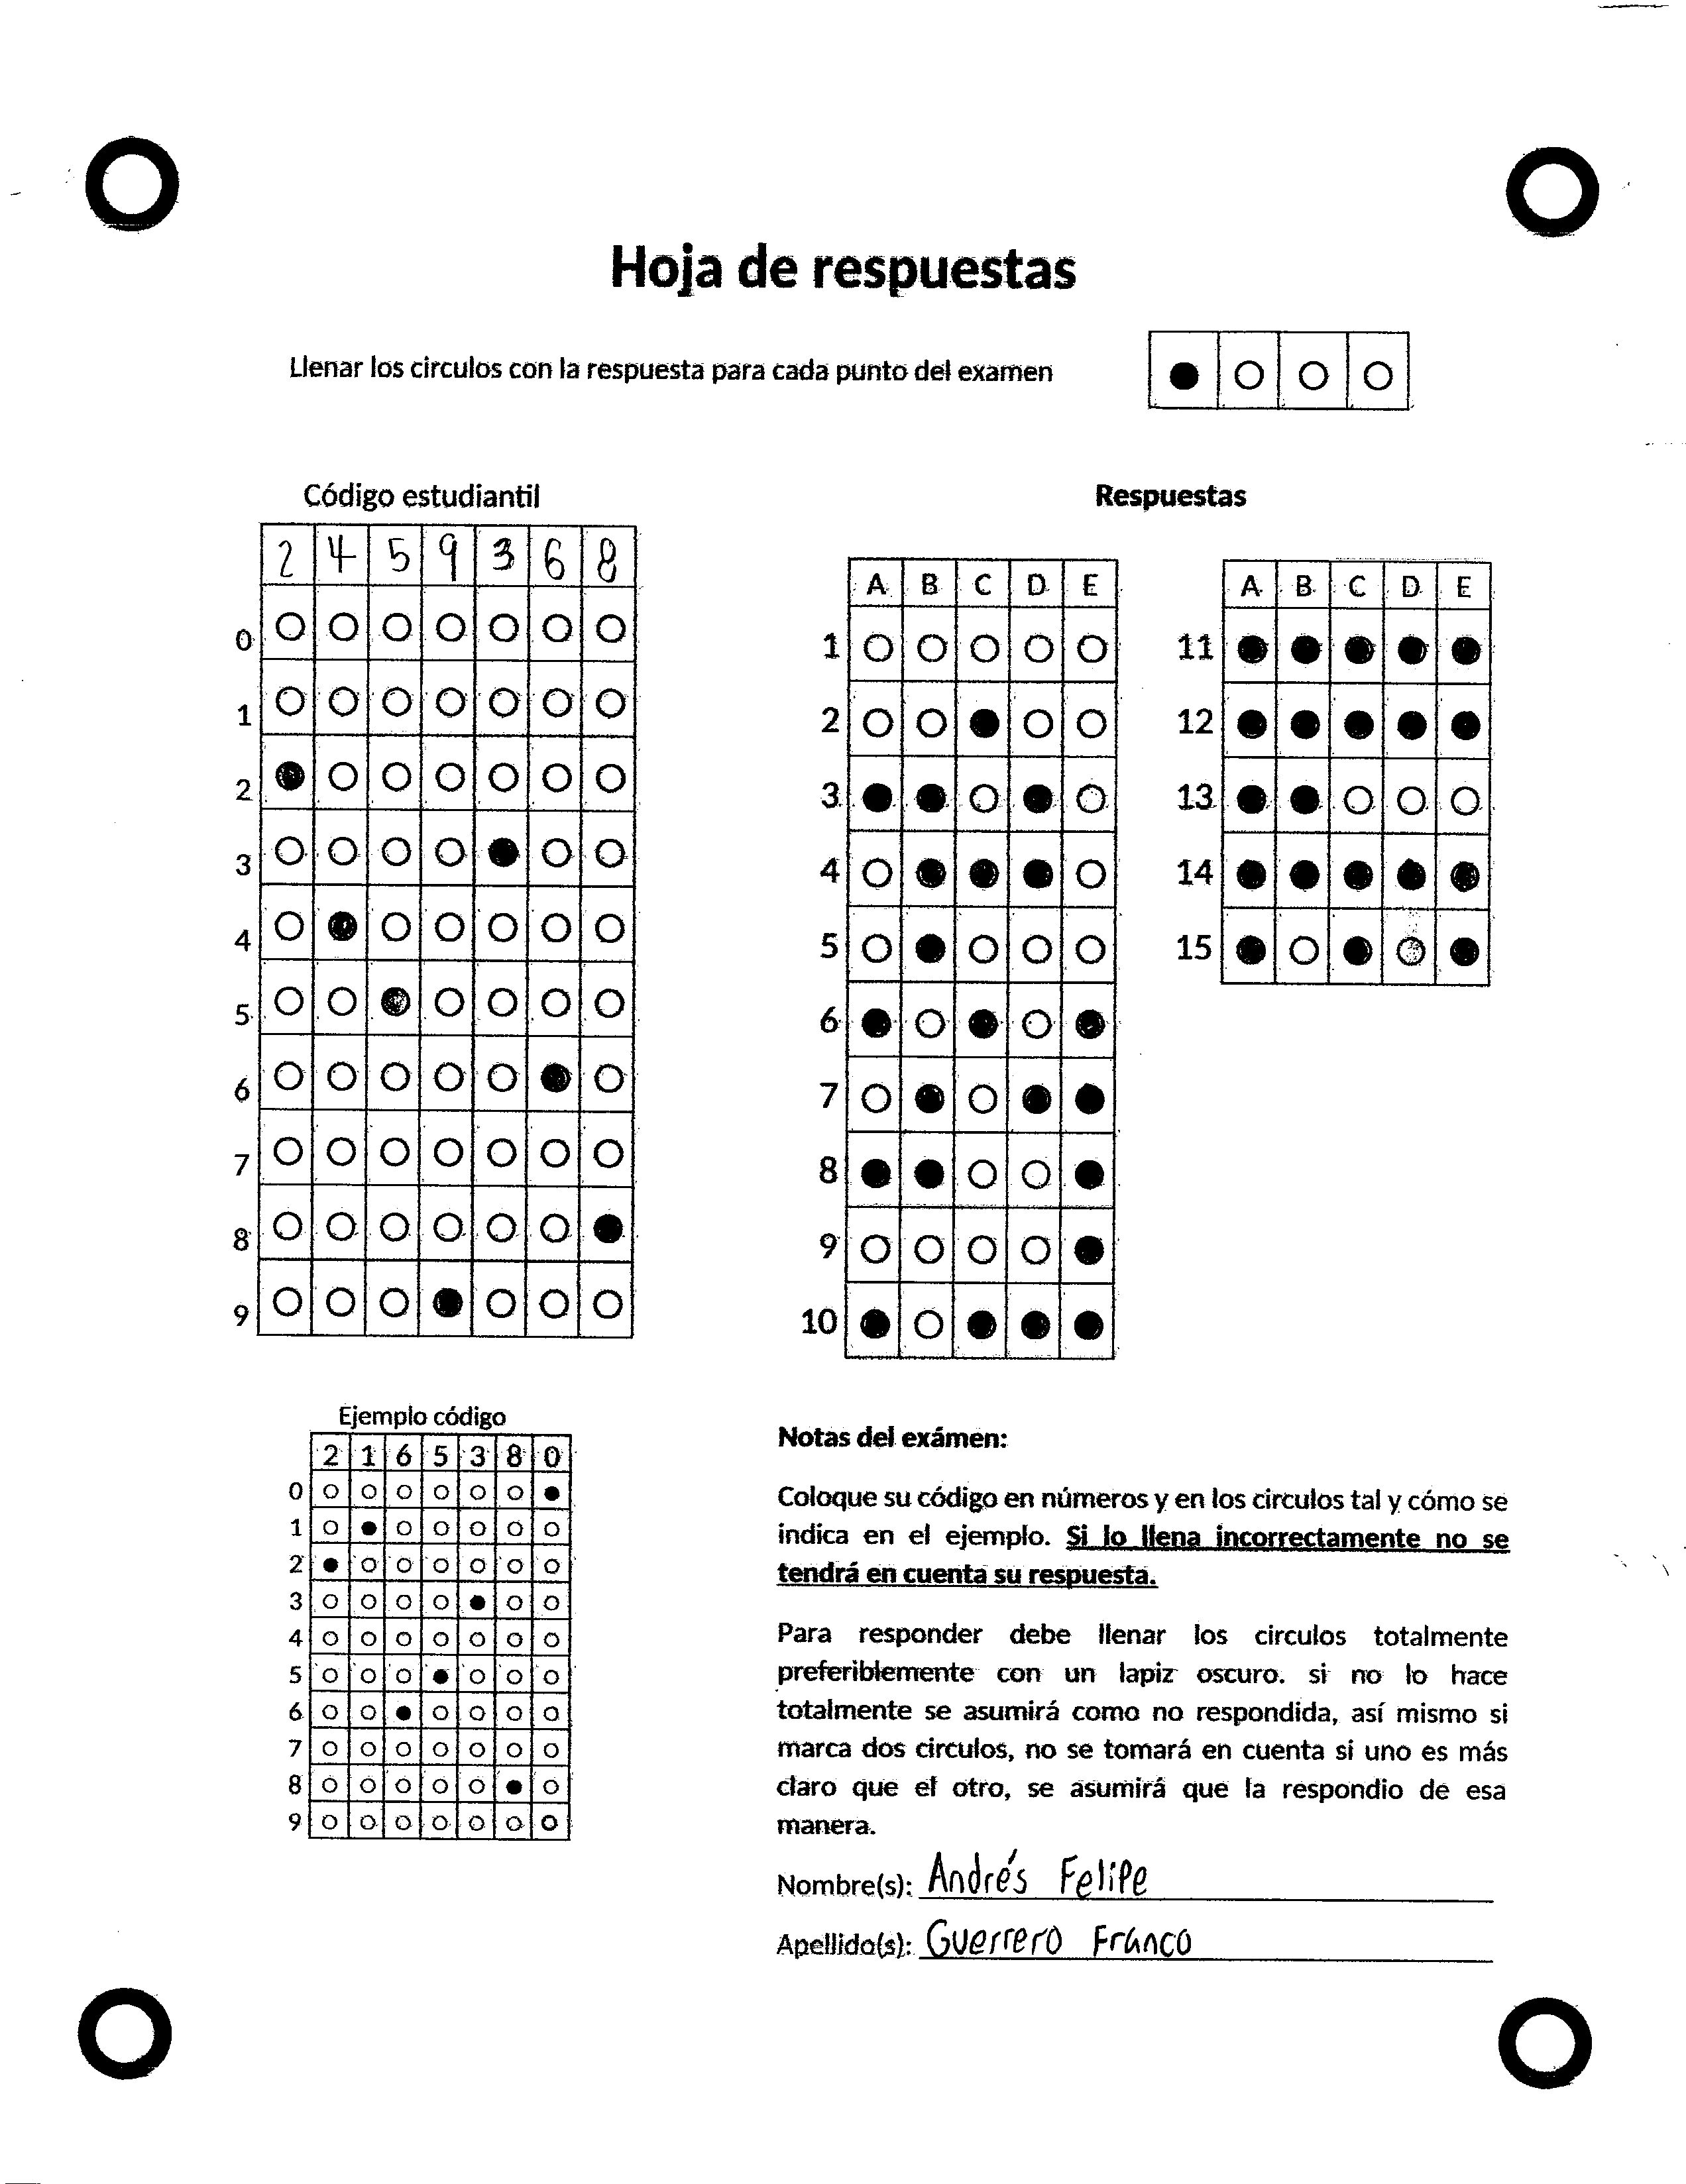 Hoja de respuestas
Llenar los circulos con la respuesta para cada punto del examen
Código estudiantil
2 4 5 9 3 6 8
0
1
2
3
4
5
6
7
8
9
Respuestas
A B C D E
1
2
3
4
5
6
7
8
9
10
A B C D E
11
12
13
14
15
Ejemplo código
2 1 6 5 3 8 0
0
1
2
3
4
5
6
7
8
9
Notas del exámen:
Coloque su código en números y en los circulos tal y cómo se
indica en el ejemplo. Si lo llena incorrectamente no se
tendrá en cuenta su respuesta.
Para responder debe llenar los circulos totalmente
preferiblemente con un lapiz oscuro. si no lo hace
totalmente se asumirá como no respondida, así mismo si
marca dos circulos, no se tomará en cuenta si uno es más
claro que el otro, se asumirá que la respondio de esa
manera.
Nombre(s): Andrés Felipe
Apellido(s): Guerrero Franco